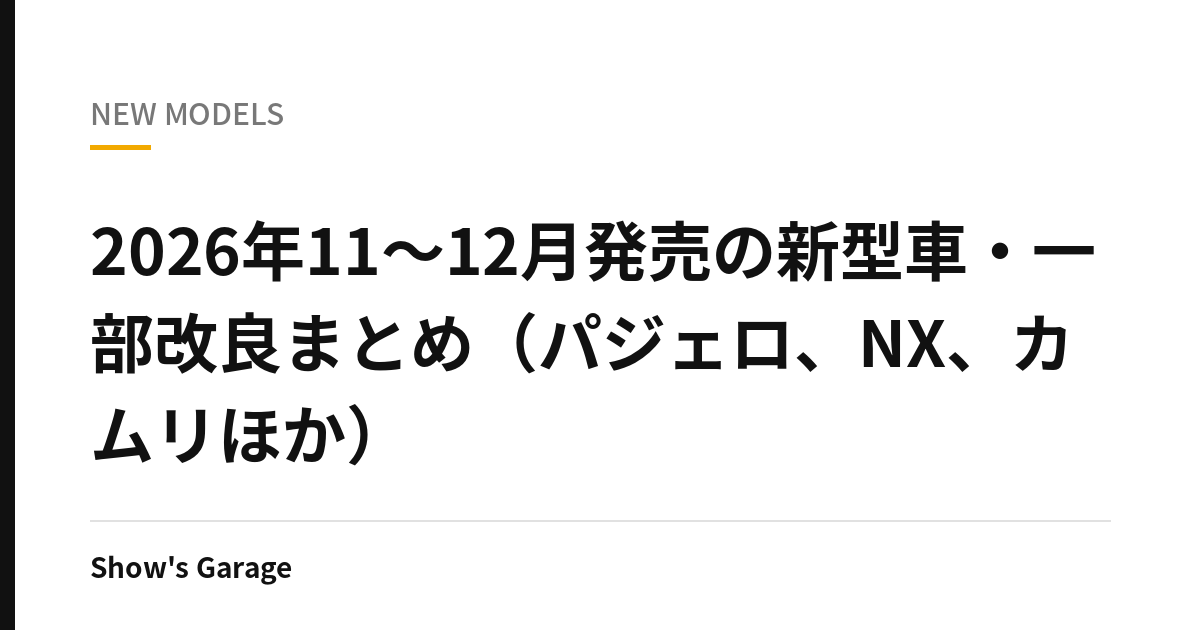 NEW MODELS
2026年11〜12月発売の新型車・一
部改良まとめ（パジェロ、NX、カ
ムリほか）
Show's Garage